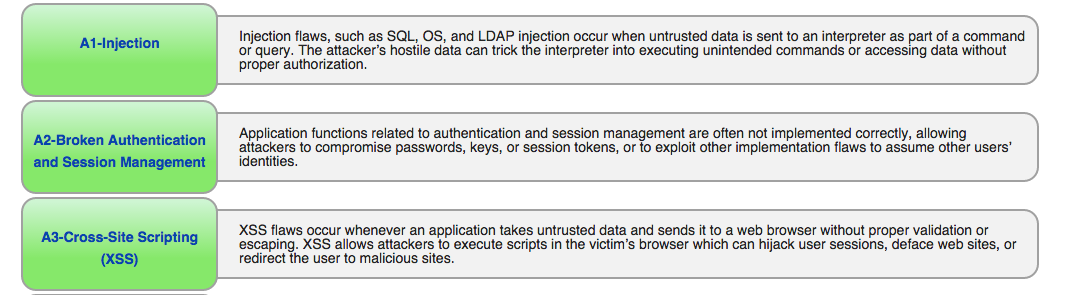 A1-Injection
Injection flaws, such as SQL, OS, and LDAP injection occur when untrusted data is sent to an interpreter as part of a command
or query. The attacker's hostile data can trick the interpreter into executing unintended commands or accessing data without
proper authorization.
A2-Broken Authentication
and Session Management
Application functions related to authentication and session management are often not implemented correctly, allowing
attackers to compromise passwords, keys, or session tokens, or to exploit other implementation flaws to assume other users'
identities.
A3-Cross-Site Scripting
(XSS)
XSS flaws occur whenever an application takes untrusted data and sends it to a web browser without proper validation or
escaping. XSS allows attackers to execute scripts in the victim's browser which can hijack user sessions, deface web sites, or
redirect the user to malicious sites.